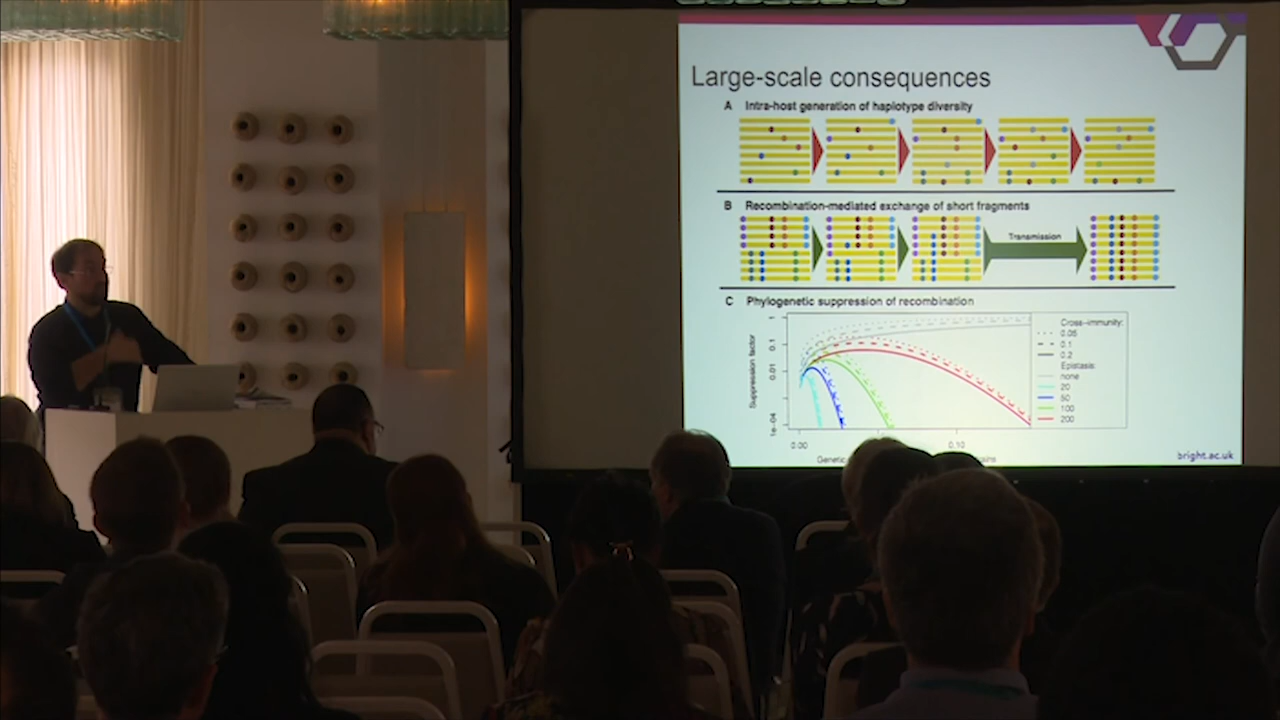 Large-scale consequences
A Intra-host generation of haplotype diversity
B Recombination-mediated exchange of short fragments
Transmission
C Phylogenetic suppression of recombination
Suppression factor
1
0.1
0.01
1e-04
0.00
0.10
Cross-immunity:
0.05
0.1
0.2
Epistasis:
none
20
50
100
200
bright.ac.uk